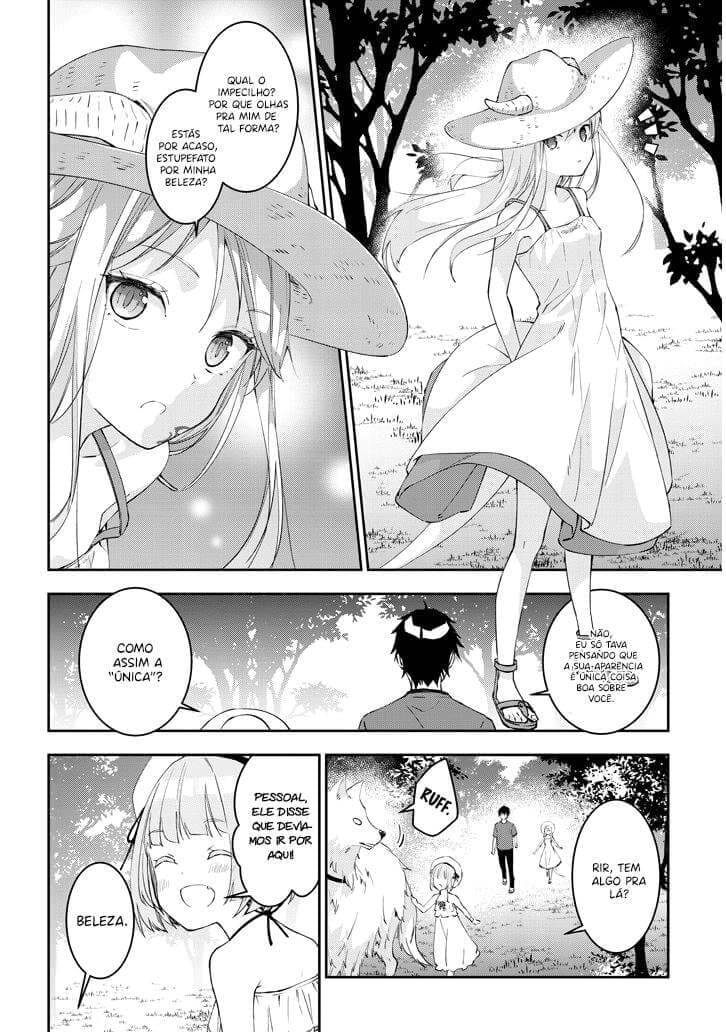 QUAL O
IMPECILHO?
POR QUE OLHAS
PRA MIM DE
TAL FORMA?
ESTÁS
POR ACASO,
ESTUPEFATO
POR MINHA
BELEZA?
NÃO,
EU SÓ TAVA
PENSANDO QUE
A SUA APARÊNCIA
É ÚNICA COISA
BOA SOBRE
VOCÊ.
COMO
ASSIM A
"ÚNICA"?
RUFF.
RIR, TEM
ALGO PRA
LÁ?
PESSOAL,
ELE DISSE
QUE DEVÍA-
MOS IR POR
AQUI!
BELEZA.